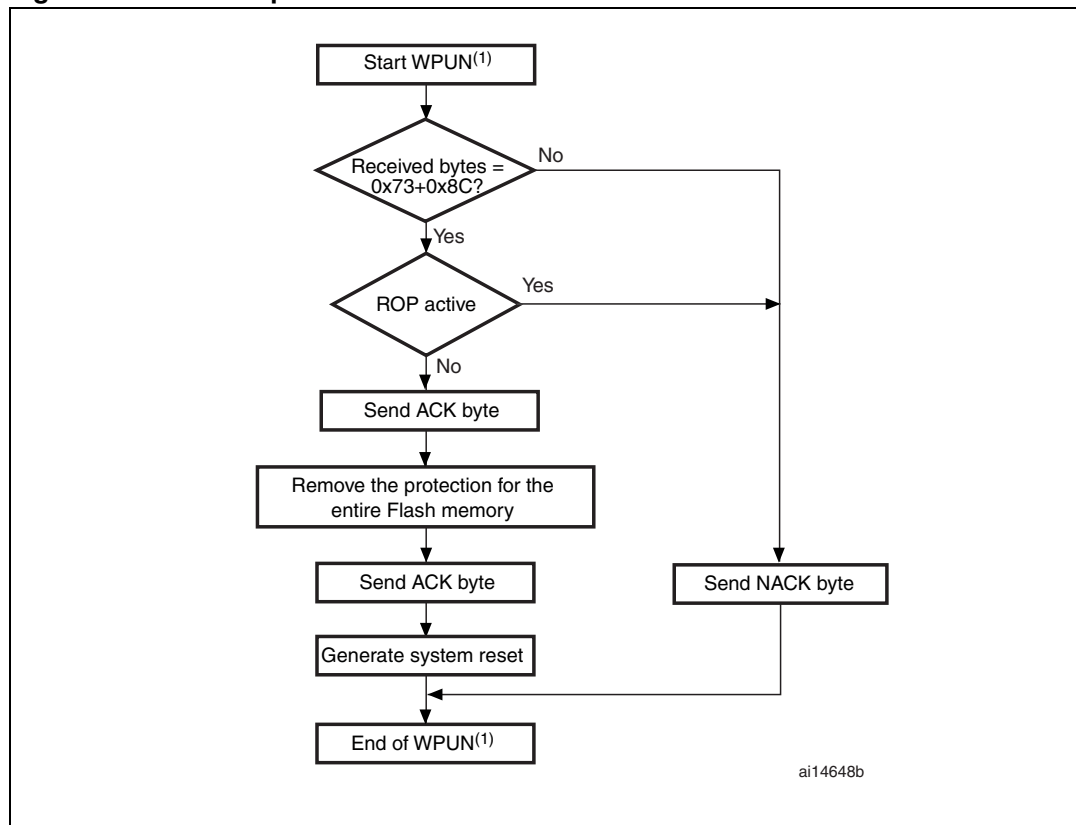 Start WPUN(1)
Received bytes =
0x73+0x8C?
No
Yes
ROP active
Yes
No
Send ACK byte
Remove the protection for the
entire Flash memory
Send ACK byte
Send NACK byte
Generate system reset
End of WPUN(1)
ai14648b